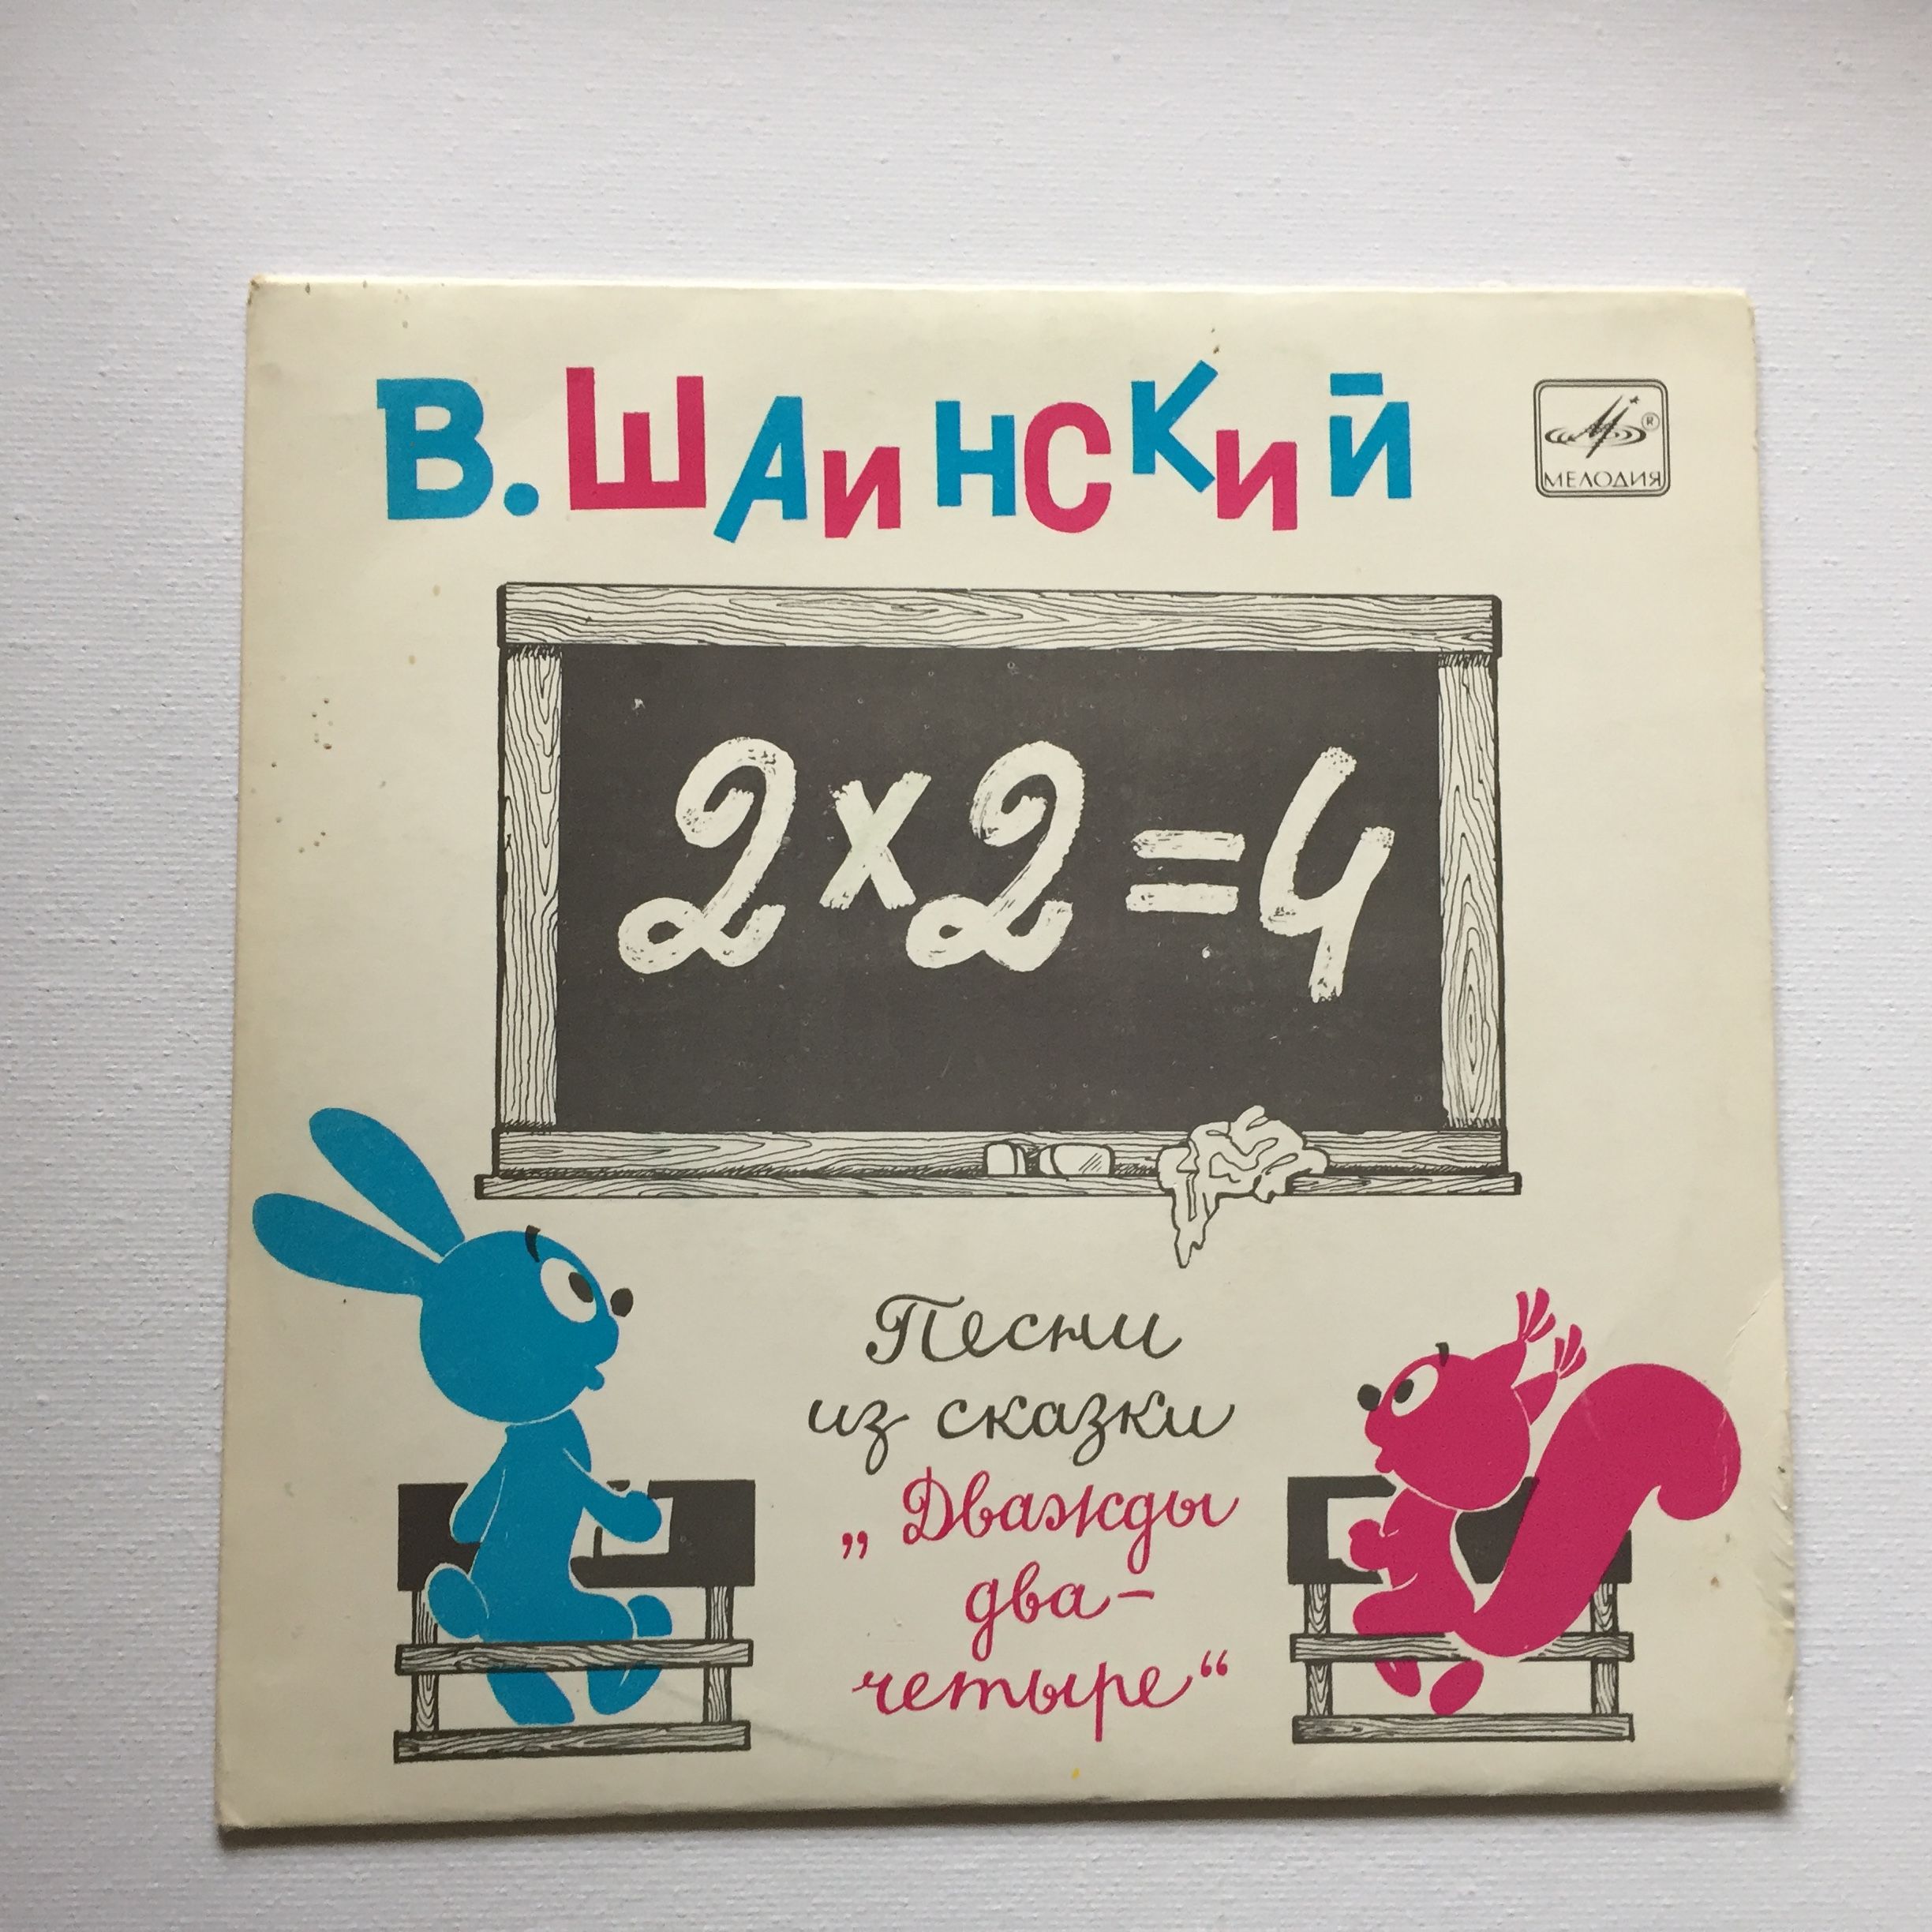 В. ШАИНСКИЙ
МЕЛОДИЯ
®
2×2=4
Песни
из сказки
„Дважды
два-
четыре“